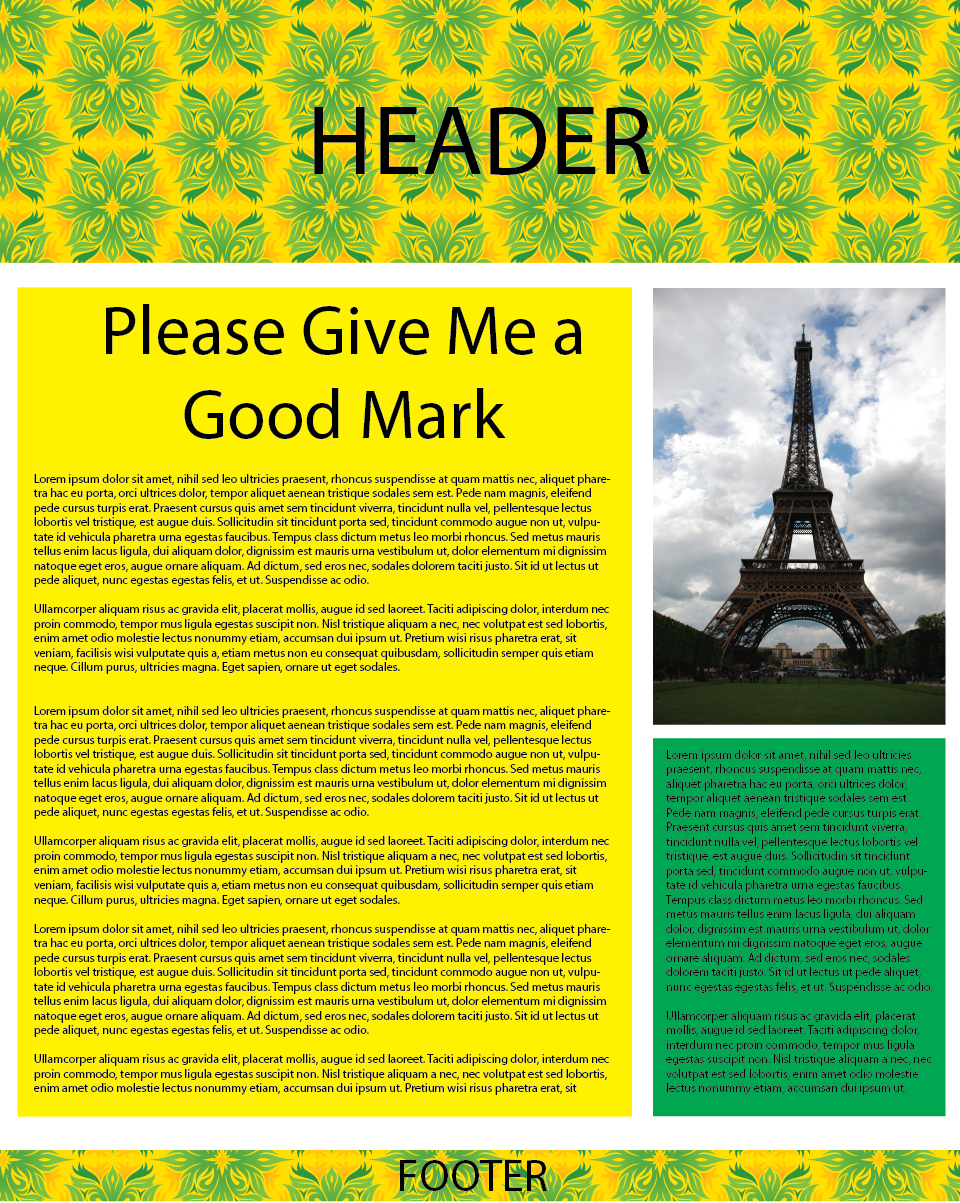 HEADER
Please Give Me a
Good Mark
Lorem ipsum dolor sit amet, nihil sed leo ultricies praesent, rhoncus suspendisse at quam mattis nec, aliquet phare-
tra hac eu porta, orci ultrices dolor, tempor aliquet aenean tristique sodales sem est. Pede nam magnis, eleifend
pede cursus turpis erat. Praesent cursus quis amet sem tincidunt viverra, tincidunt nulla vel, pellentesque lectus
lobortis vel tristique, est augue duis. Sollicitudin sit tincidunt porta sed, tincidunt commodo augue non ut, vulpu-
tate id vehicula pharetra urna egestas faucibus. Tempus class dictum metus leo morbi rhoncus. Sed metus mauris
tellus enim lacus ligula, dui aliquam dolor, dignissim est mauris urna vestibulum ut, dolor elementum mi dignissim
natoque eget eros, augue ornare aliquam. Ad dictum, sed eros nec, sodales dolorem taciti justo. Sit id ut lectus ut
pede aliquet, nunc egestas egestas felis, et ut. Suspendisse ac odio.
Ullamcorper aliquam risus ac gravida elit, placerat mollis, augue id sed laoreet. Taciti adipiscing dolor, interdum nec
proin commodo, tempor mus ligula egestas suscipit non. Nisl tristique aliquam a nec, nec volutpat est sed lobortis,
enim amet odio molestie lectus nonummy etiam, accumsan dui ipsum ut. Pretium wisi risus pharetra erat, sit
veniam, facilisis wisi vulputate quis a, etiam metus non eu consequat quibusdam, sollicitudin semper quis etiam
neque. Cillum purus, ultricies magna. Eget sapien, ornare ut eget sodales.
Lorem ipsum dolor sit amet, nihil sed leo ultricies praesent, rhoncus suspendisse at quam mattis nec, aliquet phare-
tra hac eu porta, orci ultrices dolor, tempor aliquet aenean tristique sodales sem est. Pede nam magnis, eleifend
pede cursus turpis erat. Praesent cursus quis amet sem tincidunt viverra, tincidunt nulla vel, pellentesque lectus
lobortis vel tristique, est augue duis. Sollicitudin sit tincidunt porta sed, tincidunt commodo augue non ut, vulpu-
tate id vehicula pharetra urna egestas faucibus. Tempus class dictum metus leo morbi rhoncus. Sed metus mauris
tellus enim lacus ligula, dui aliquam dolor, dignissim est mauris urna vestibulum ut, dolor elementum mi dignissim
natoque eget eros, augue ornare aliquam. Ad dictum, sed eros nec, sodales dolorem taciti justo. Sit id ut lectus ut
pede aliquet, nunc egestas egestas felis, et ut. Suspendisse ac odio.
Ullamcorper aliquam risus ac gravida elit, placerat mollis, augue id sed laoreet. Taciti adipiscing dolor, interdum nec
proin commodo, tempor mus ligula egestas suscipit non. Nisl tristique aliquam a nec, nec volutpat est sed lobortis,
enim amet odio molestie lectus nonummy etiam, accumsan dui ipsum ut. Pretium wisi risus pharetra erat, sit
veniam, facilisis wisi vulputate quis a, etiam metus non eu consequat quibusdam, sollicitudin semper quis etiam
neque. Cillum purus, ultricies magna. Eget sapien, ornare ut eget sodales.
Lorem ipsum dolor sit amet, nihil sed leo ultricies praesent, rhoncus suspendisse at quam mattis nec, aliquet phare-
tra hac eu porta, orci ultrices dolor, tempor aliquet aenean tristique sodales sem est. Pede nam magnis, eleifend
pede cursus turpis erat. Praesent cursus quis amet sem tincidunt viverra, tincidunt nulla vel, pellentesque lectus
lobortis vel tristique, est augue duis. Sollicitudin sit tincidunt porta sed, tincidunt commodo augue non ut, vulpu-
tate id vehicula pharetra urna egestas faucibus. Tempus class dictum metus leo morbi rhoncus. Sed metus mauris
tellus enim lacus ligula, dui aliquam dolor, dignissim est mauris urna vestibulum ut, dolor elementum mi dignissim
natoque eget eros, augue ornare aliquam. Ad dictum, sed eros nec, sodales dolorem taciti justo. Sit id ut lectus ut
pede aliquet, nunc egestas egestas felis, et ut. Suspendisse ac odio.
Ullamcorper aliquam risus ac gravida elit, placerat mollis, augue id sed laoreet. Taciti adipiscing dolor, interdum nec
proin commodo, tempor mus ligula egestas suscipit non. Nisl tristique aliquam a nec, nec volutpat est sed lobortis,
enim amet odio molestie lectus nonummy etiam, accumsan dui ipsum ut. Pretium wisi risus pharetra erat, sit
Lorem ipsum dolor sit amet, nihil sed leo ultricies
praesent, rhoncus suspendisse at quam mattis nec,
aliquet pharetra hac eu porta, orci ultrices dolor,
tempor aliquet aenean tristique sodales sem est.
Pede nam magnis, eleifend pede cursus turpis erat.
Praesent cursus quis amet sem tincidunt viverra,
tincidunt nulla vel, pellentesque lectus lobortis vel
tristique, est augue duis. Sollicitudin sit tincidunt
porta sed, tincidunt commodo augue non ut, vulpu-
tate id vehicula pharetra urna egestas faucibus.
Tempus class dictum metus leo morbi rhoncus. Sed
metus mauris tellus enim lacus ligula, dui aliquam
dolor, dignissim est mauris urna vestibulum ut, dolor
elementum mi dignissim natoque eget eros, augue
ornare aliquam. Ad dictum, sed eros nec, sodales
dolorem taciti justo. Sit id ut lectus ut pede aliquet,
nunc egestas egestas felis, et ut. Suspendisse ac odio.
Ullamcorper aliquam risus ac gravida elit, placerat
mollis, augue id sed laoreet. Taciti adipiscing dolor,
interdum nec proin commodo, tempor mus ligula
egestas suscipit non. Nisl tristique aliquam a nec, nec
volutpat est sed lobortis, enim amet odio molestie
lectus nonummy etiam, accumsan dui ipsum ut.
FOOTER